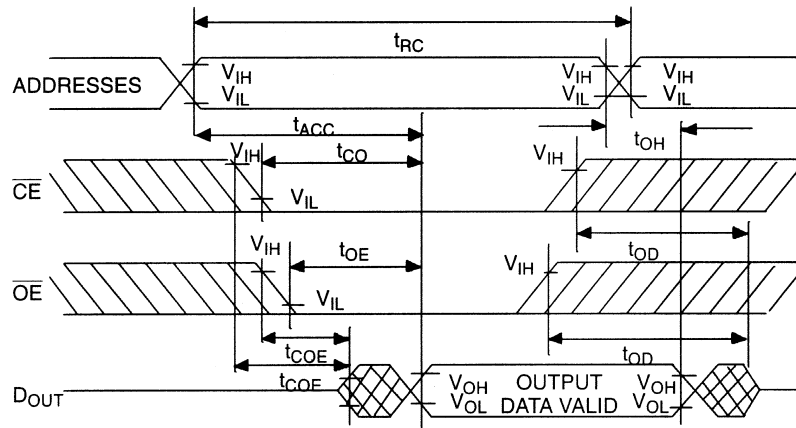 tRC
ADDRESSES VIH VIL VIH VIL VIH VIL
tACC
tCO tOH
CE VIH VIL VIH
tOE tOD
OE VIH VIL VIH
tCOE tOD
tCOE
DOUT VOH VOL OUTPUT DATA VALID VOH VOL